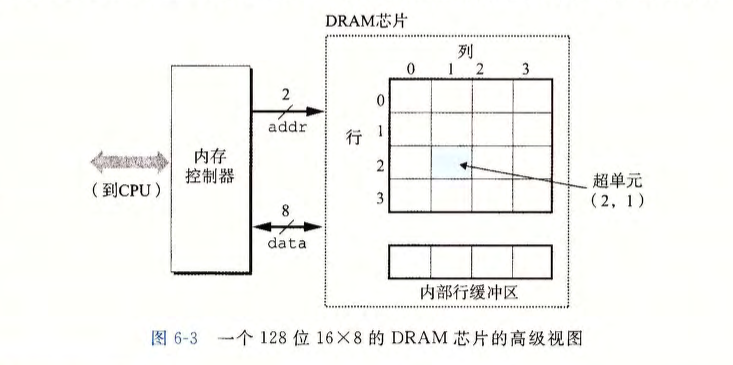 DRAM芯片
列
0 1 2 3
2
addr
行
0
1
2
3
内存
控制器
(到CPU)
8
data
超单元
(2, 1)
内部行缓冲区
图 6-3 一个 128 位 16×8 的 DRAM 芯片的高级视图